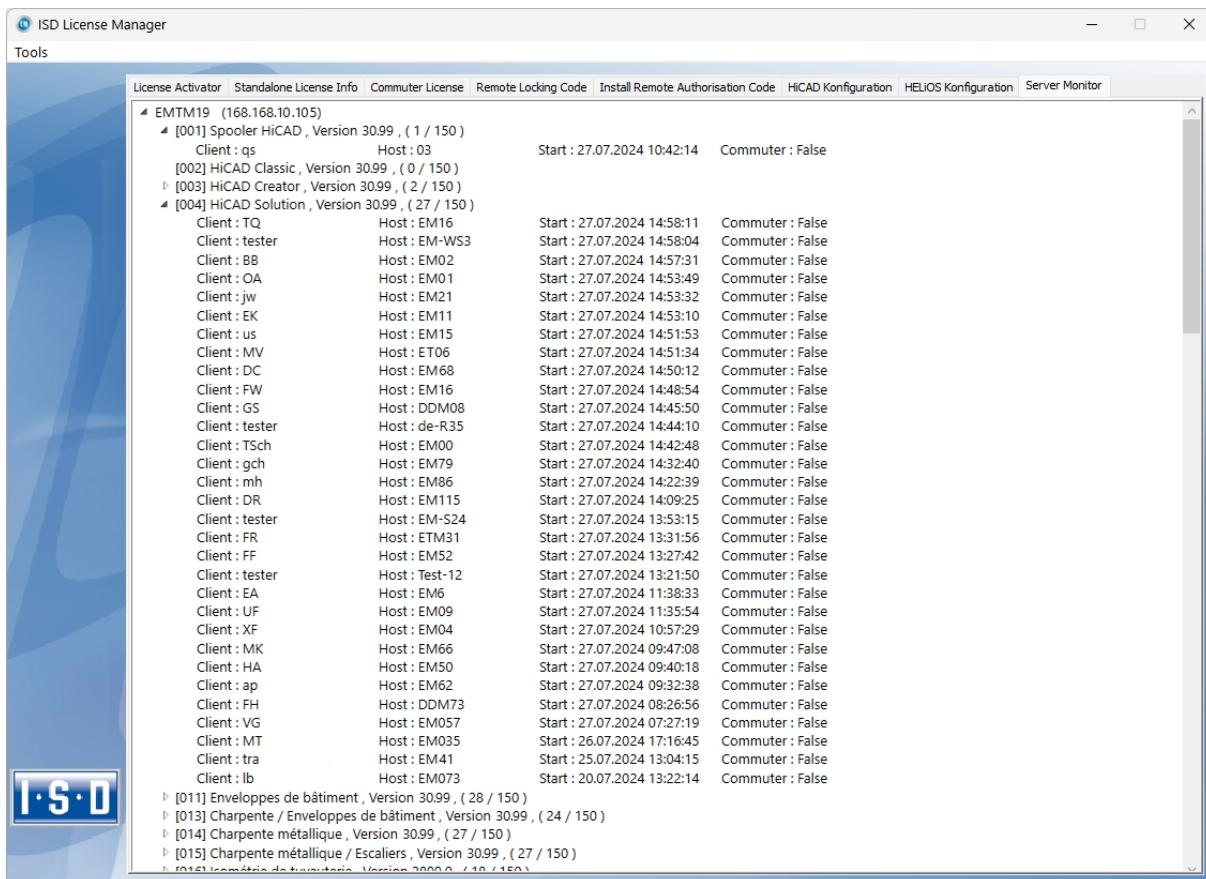 ISD License Manager
Tools
License Activator Standalone License Info Commuter License Remote Locking Code Install Remote Authorisation Code HiCAD Konfiguration HELiOS Konfiguration Server Monitor
EMTM19 (168.168.10.105)
[001] Spooler HiCAD , Version 30.99 , ( 1 / 150 )
Client : qs Host : 03 Start : 27.07.2024 10:42:14 Commuter : False
[002] HiCAD Classic , Version 30.99 , ( 0 / 150 )
[003] HiCAD Creator , Version 30.99 , ( 2 / 150 )
[004] HiCAD Solution , Version 30.99 , ( 27 / 150 )
Client : TQ Host : EM16 Start : 27.07.2024 14:58:11 Commuter : False
Client : tester Host : EM-WS3 Start : 27.07.2024 14:58:04 Commuter : False
Client : BB Host : EM02 Start : 27.07.2024 14:57:31 Commuter : False
Client : OA Host : EM01 Start : 27.07.2024 14:53:49 Commuter : False
Client : jw Host : EM21 Start : 27.07.2024 14:53:32 Commuter : False
Client : EK Host : EM11 Start : 27.07.2024 14:53:10 Commuter : False
Client : us Host : EM15 Start : 27.07.2024 14:51:53 Commuter : False
Client : MV Host : ET06 Start : 27.07.2024 14:51:34 Commuter : False
Client : DC Host : EM68 Start : 27.07.2024 14:50:12 Commuter : False
Client : FW Host : EM16 Start : 27.07.2024 14:48:54 Commuter : False
Client : GS Host : DDM08 Start : 27.07.2024 14:45:50 Commuter : False
Client : tester Host : de-R35 Start : 27.07.2024 14:44:10 Commuter : False
Client : TSch Host : EM00 Start : 27.07.2024 14:42:48 Commuter : False
Client : gch Host : EM79 Start : 27.07.2024 14:32:40 Commuter : False
Client : mh Host : EM86 Start : 27.07.2024 14:22:39 Commuter : False
Client : DR Host : EM115 Start : 27.07.2024 14:09:25 Commuter : False
Client : tester Host : EM-S24 Start : 27.07.2024 13:53:15 Commuter : False
Client : FR Host : ETM31 Start : 27.07.2024 13:31:56 Commuter : False
Client : FF Host : EM52 Start : 27.07.2024 13:27:42 Commuter : False
Client : tester Host : Test-12 Start : 27.07.2024 13:21:50 Commuter : False
Client : EA Host : EM6 Start : 27.07.2024 11:38:33 Commuter : False
Client : UF Host : EM09 Start : 27.07.2024 11:35:54 Commuter : False
Client : XF Host : EM04 Start : 27.07.2024 10:57:29 Commuter : False
Client : MK Host : EM66 Start : 27.07.2024 09:47:08 Commuter : False
Client : HA Host : EM50 Start : 27.07.2024 09:40:18 Commuter : False
Client : ap Host : EM62 Start : 27.07.2024 09:32:38 Commuter : False
Client : FH Host : DDM73 Start : 27.07.2024 08:26:56 Commuter : False
Client : VG Host : EM057 Start : 27.07.2024 07:27:19 Commuter : False
Client : MT Host : EM035 Start : 26.07.2024 17:16:45 Commuter : False
Client : tra Host : EM41 Start : 25.07.2024 13:04:15 Commuter : False
Client : lb Host : EM073 Start : 20.07.2024 13:22:14 Commuter : False
[011] Enveloppes de bâtiment , Version 30.99 , ( 28 / 150 )
[013] Charpente / Enveloppes de bâtiment , Version 30.99 , ( 24 / 150 )
[014] Charpente métallique , Version 30.99 , ( 27 / 150 )
[015] Charpente métallique / Escaliers , Version 30.99 , ( 27 / 150 )
[016] Isométrie de tuyauterie , Version 2800.0 , ( 18 / 150 )
I·S·D